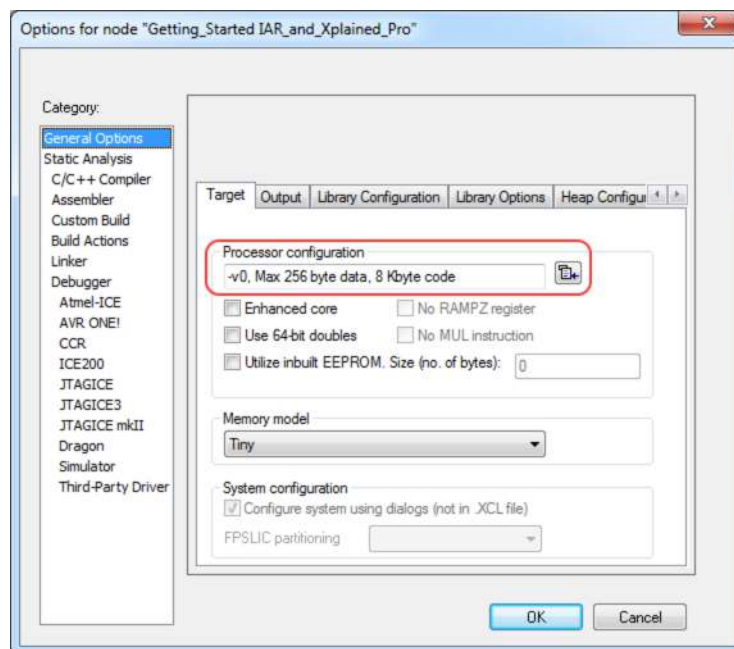 Options for node "Getting_Started IAR_and_Xplained_Pro"
Category:
General Options
Static Analysis
C/C++ Compiler
Assembler
Custom Build
Build Actions
Linker
Debugger
Atmel-ICE
AVR ONE!
CCR
ICE200
JTAGICE
JTAGICE3
JTAGICE mkII
Dragon
Simulator
Third-Party Driver
Target Output Library Configuration Library Options Heap Configur
Processor configuration
-v0, Max 256 byte data, 8 Kbyte code
Enhanced core No RAMPZ register
Use 64-bit doubles No MUL instruction
Utilize inbuilt EEPROM. Size (no. of bytes): 0
Memory model
Tiny
System configuration
Configure system using dialogs (not in .XCL file)
FPSLIC partitioning
OK Cancel